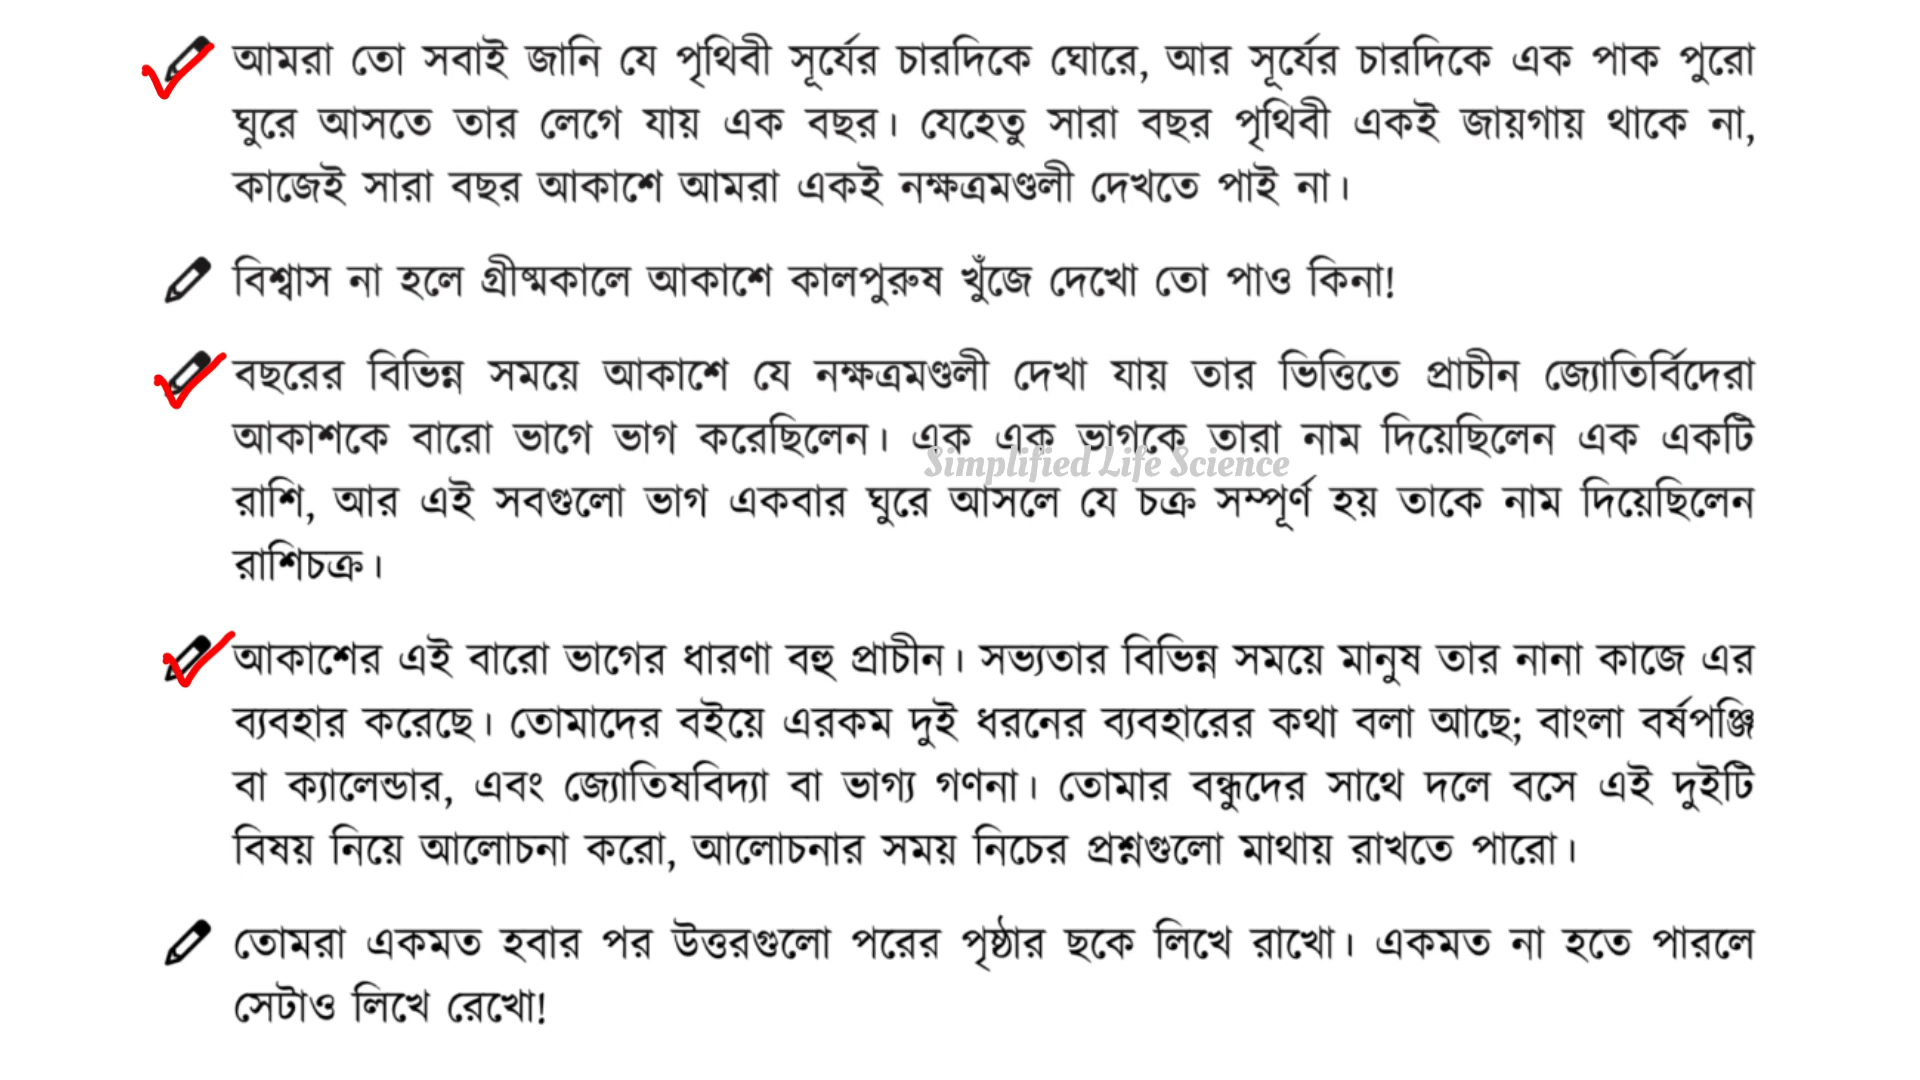 আমরা তো সবাই জানি যে পৃথিবী সূর্যের চারদিকে ঘোরে, আর সূর্যের চারদিকে এক পাক পুরো
ঘুরে আসতে তার লেগে যায় এক বছর। যেহেতু সারা বছর পৃথিবী একই জায়গায় থাকে না,
কাজেই সারা বছর আকাশে আমরা একই নক্ষত্রমণ্ডলী দেখতে পাই না।
বিশ্বাস না হলে গ্রীষ্মকালে আকাশে কালপুরুষ খুঁজে দেখো তো পাও কিনা!
বছরের বিভিন্ন সময়ে আকাশে যে নক্ষত্রমণ্ডলী দেখা যায় তার ভিত্তিতে প্রাচীন জ্যোতির্বিদেরা
আকাশকে বারো ভাগে ভাগ করেছিলেন। এক এক ভাগকে তারা নাম দিয়েছিলেন এক একটি
Simplified Life Science
রাশি, আর এই সবগুলো ভাগ একবার ঘুরে আসলে যে চক্র সম্পূর্ণ হয় তাকে নাম দিয়েছিলেন
রাশিচক্র।
আকাশের এই বারো ভাগের ধারণা বহু প্রাচীন। সভ্যতার বিভিন্ন সময়ে মানুষ তার নানা কাজে এর
ব্যবহার করেছে। তোমাদের বইয়ে এরকম দুই ধরনের ব্যবহারের কথা বলা আছে; বাংলা বর্ষপঞ্জি
বা ক্যালেন্ডার, এবং জ্যোতিষবিদ্যা বা ভাগ্য গণনা। তোমার বন্ধুদের সাথে দলে বসে এই দুইটি
বিষয় নিয়ে আলোচনা করো, আলোচনার সময় নিচের প্রশ্নগুলো মাথায় রাখতে পারো।
তোমরা একমত হবার পর উত্তরগুলো পরের পৃষ্ঠার ছকে লিখে রাখো। একমত না হতে পারলে
সেটাও লিখে রেখো!